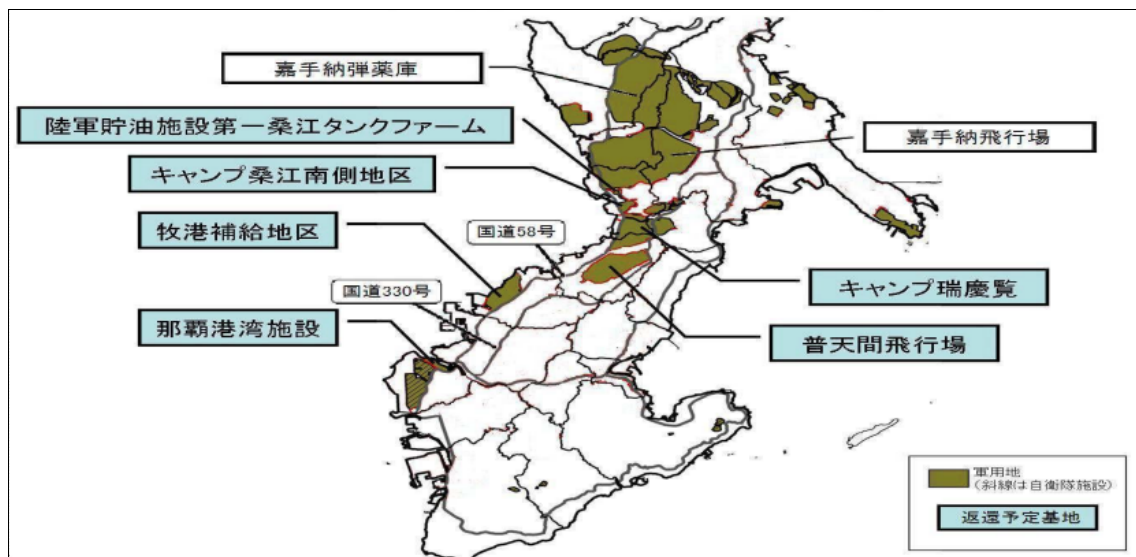 嘉手納弾薬庫
陸軍貯油施設第一桑江タンクファーム
嘉手納飛行場
キャンプ桑江南側地区
牧港補給地区
国道58号
キャンプ瑞慶覧
国道330号
那覇港湾施設
普天間飛行場
軍用地
(斜線は自衛隊施設)
返還予定基地